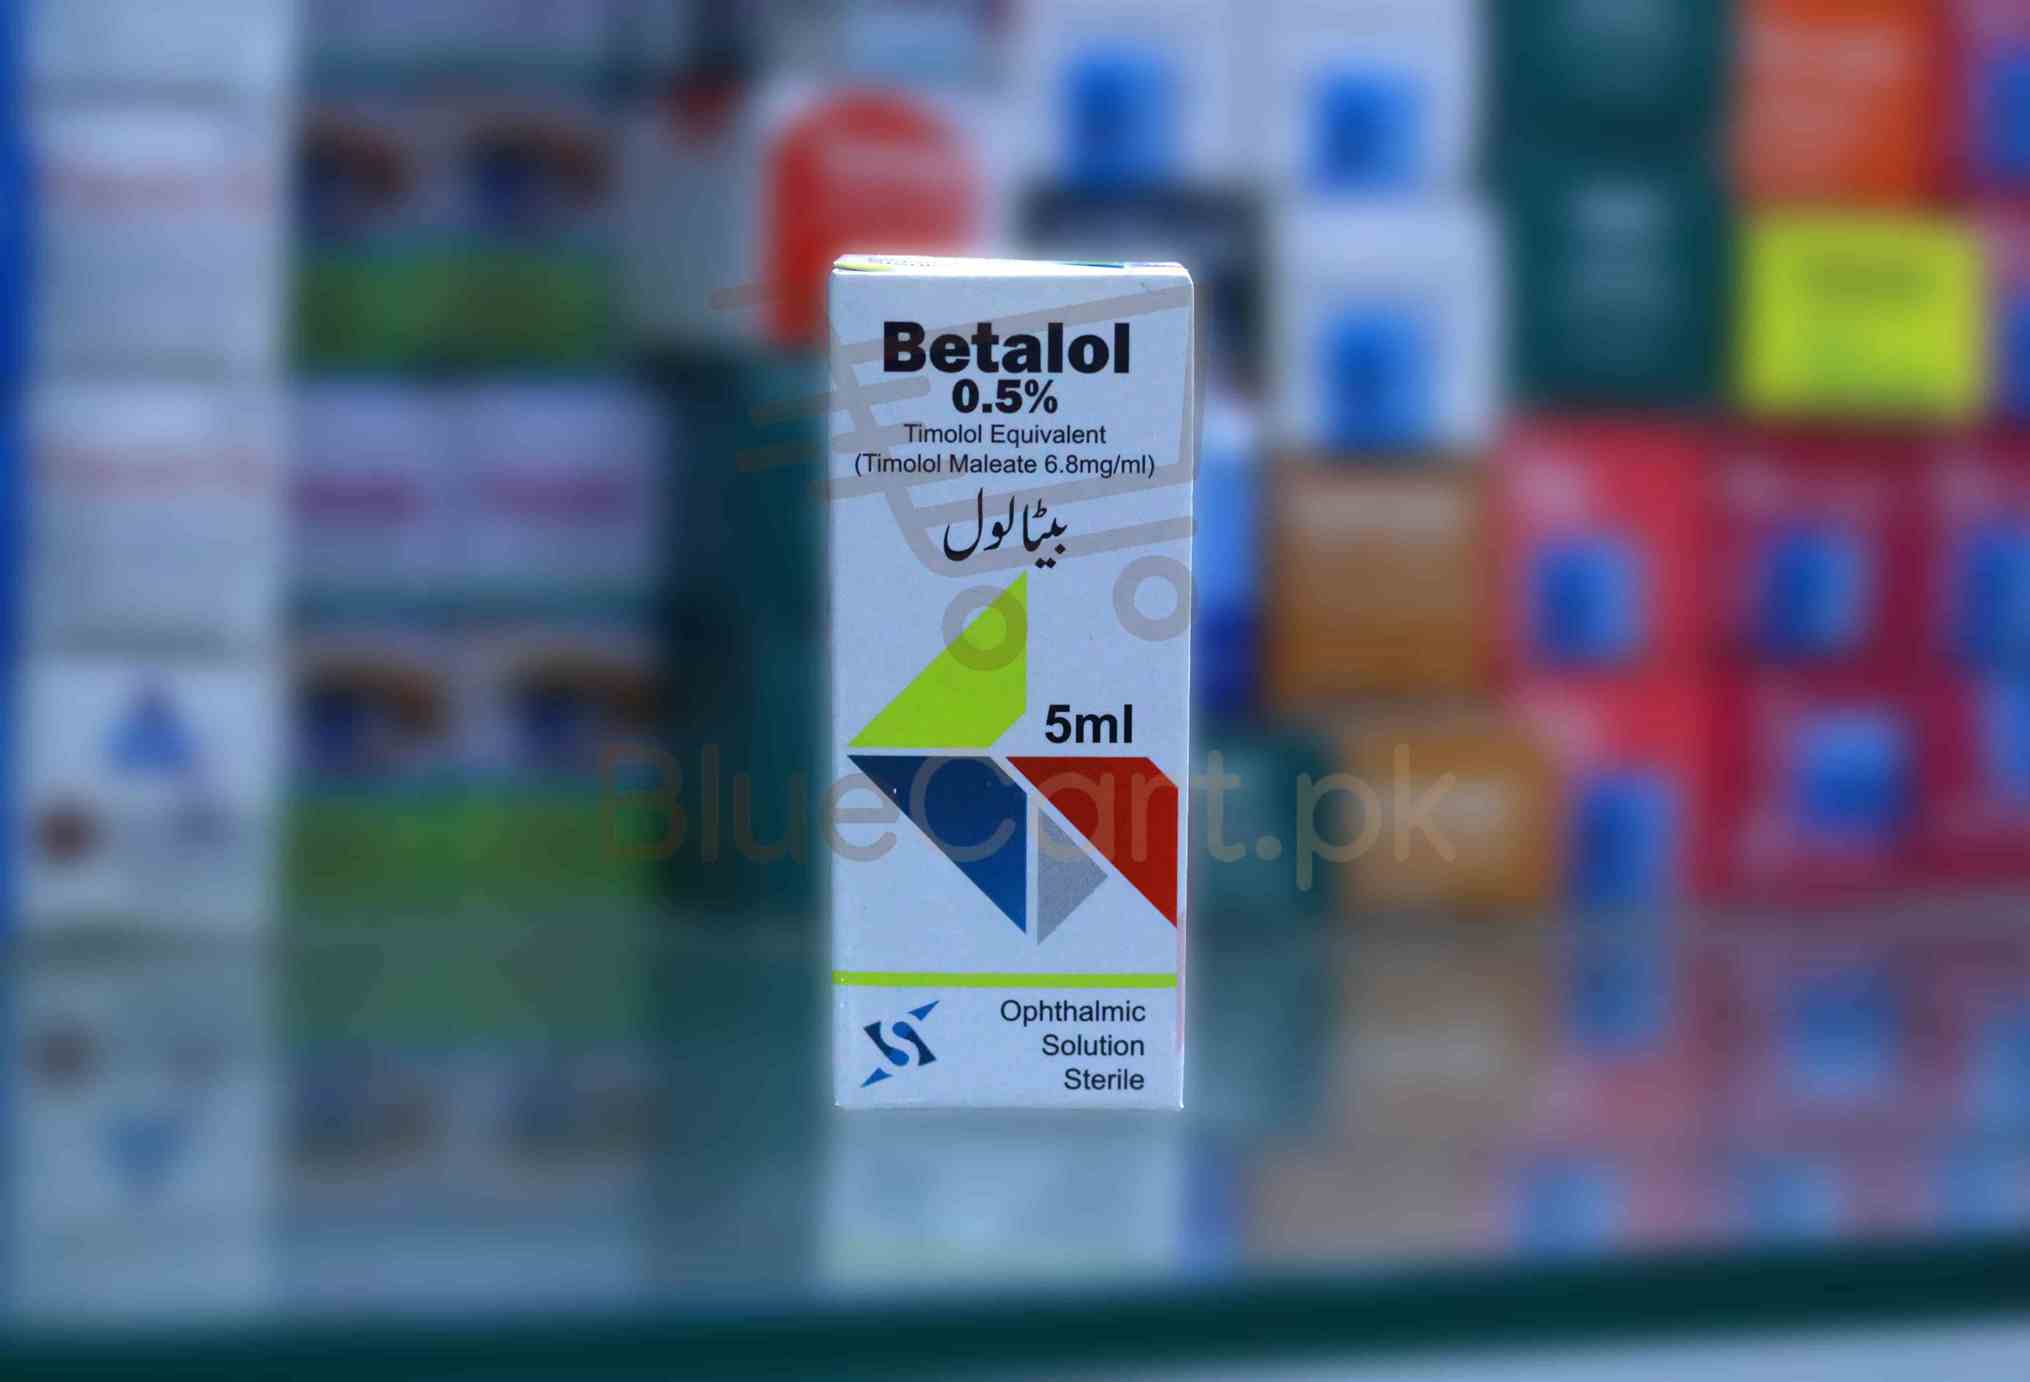 Betalol
0.5%
Timolol Equivalent
(Timolol Maleate 6.8mg/ml)
بیٹالول
5ml
BlueCart.pk
Ophthalmic
Solution
Sterile